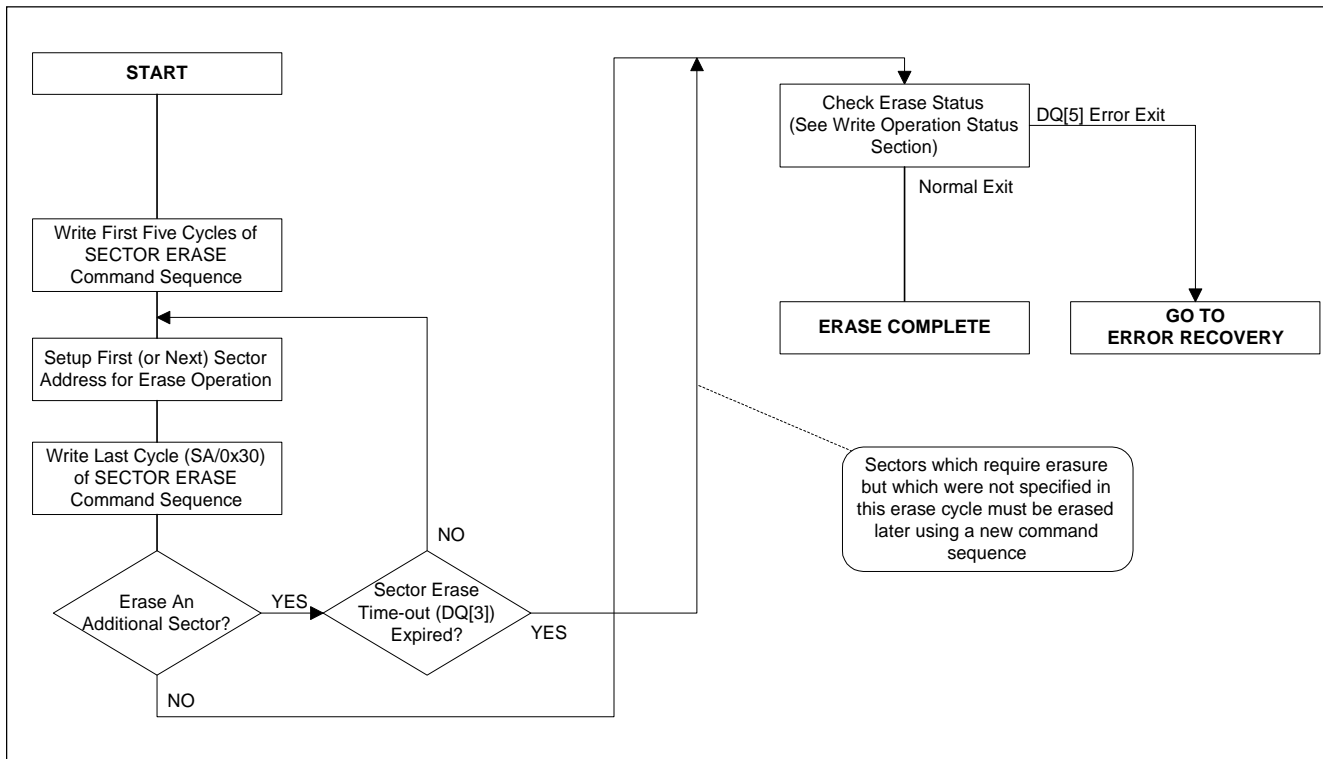 START
Write First Five Cycles of
SECTOR ERASE
Command Sequence
Setup First (or Next) Sector
Address for Erase Operation
Write Last Cycle (SA/0x30)
of SECTOR ERASE
Command Sequence
Erase An
Additional Sector?
YES
NO
Sector Erase
Time-out (DQ[3])
Expired?
NO
YES
Check Erase Status
(See Write Operation Status
Section)
DQ[5] Error Exit
Normal Exit
ERASE COMPLETE
GO TO
ERROR RECOVERY
Sectors which require erasure
but which were not specified in
this erase cycle must be erased
later using a new command
sequence